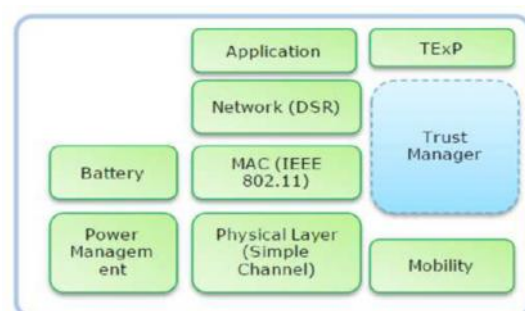 Application
TExP
Network (DSR)
Trust
Manager
Battery
MAC (IEEE
802.11)
Power
Managem
ent
Physical Layer
(Simple
Channel)
Mobility